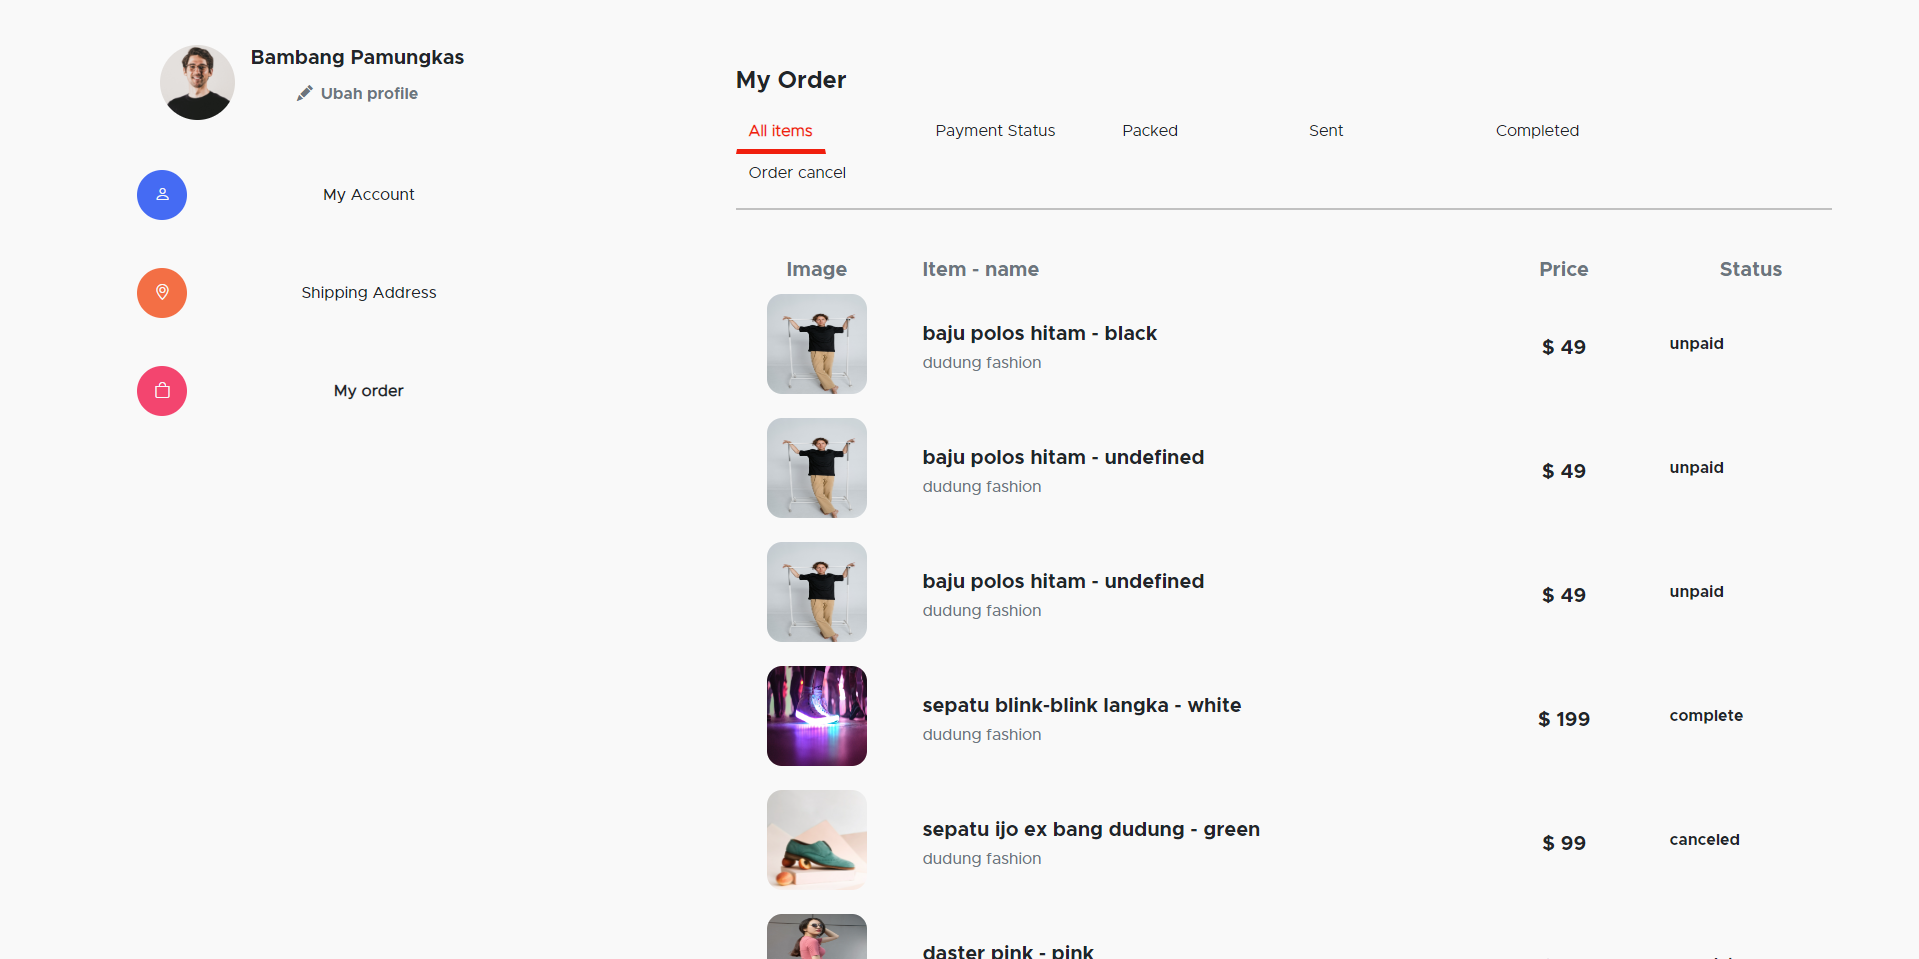 Bambang Pamungkas
Ubah profile
My Account
Shipping Address
My order
My Order
All items
Payment Status
Packed
Sent
Completed
Order cancel
Image
Item - name
Price
Status
baju polos hitam - black
dudung fashion
$ 49
unpaid
baju polos hitam - undefined
dudung fashion
$ 49
unpaid
baju polos hitam - undefined
dudung fashion
$ 49
unpaid
sepatu blink-blink langka - white
dudung fashion
$ 199
complete
sepatu ijo ex bang dudung - green
dudung fashion
$ 99
canceled
daster pink - pink